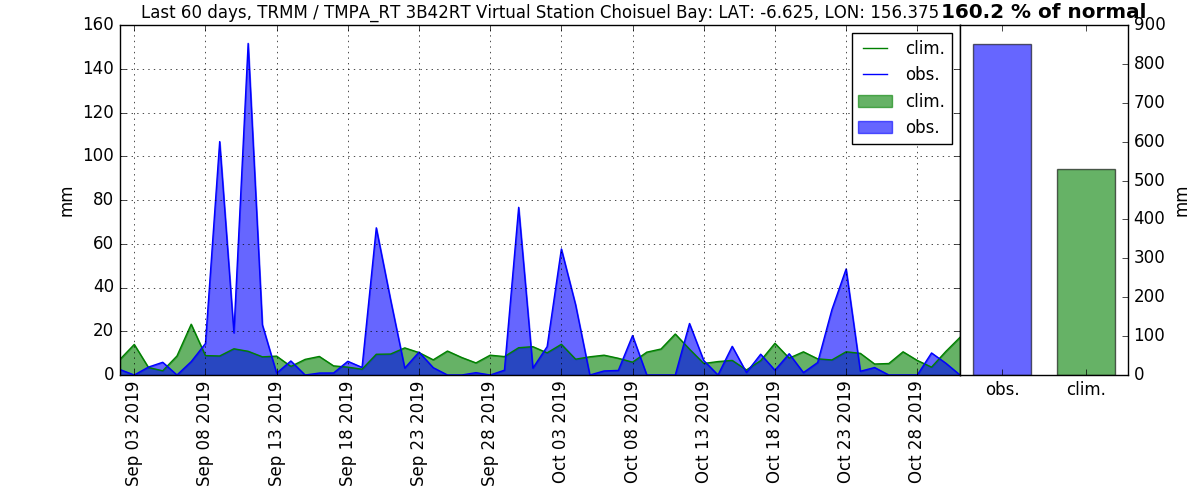 Last 60 days, TRMM / TMPA_RT 3B42RT Virtual Station Choisuel Bay: LAT: -6.625, LON: 156.375
160.2 % of normal
160
140
120
100
80
60
40
20
0
mm
clim.
obs.
clim.
obs.
Sep 03 2019
Sep 08 2019
Sep 13 2019
Sep 18 2019
Sep 23 2019
Sep 28 2019
Oct 03 2019
Oct 08 2019
Oct 13 2019
Oct 18 2019
Oct 23 2019
Oct 28 2019
900
800
700
600
500
400
300
200
100
0
mm
obs.
clim.